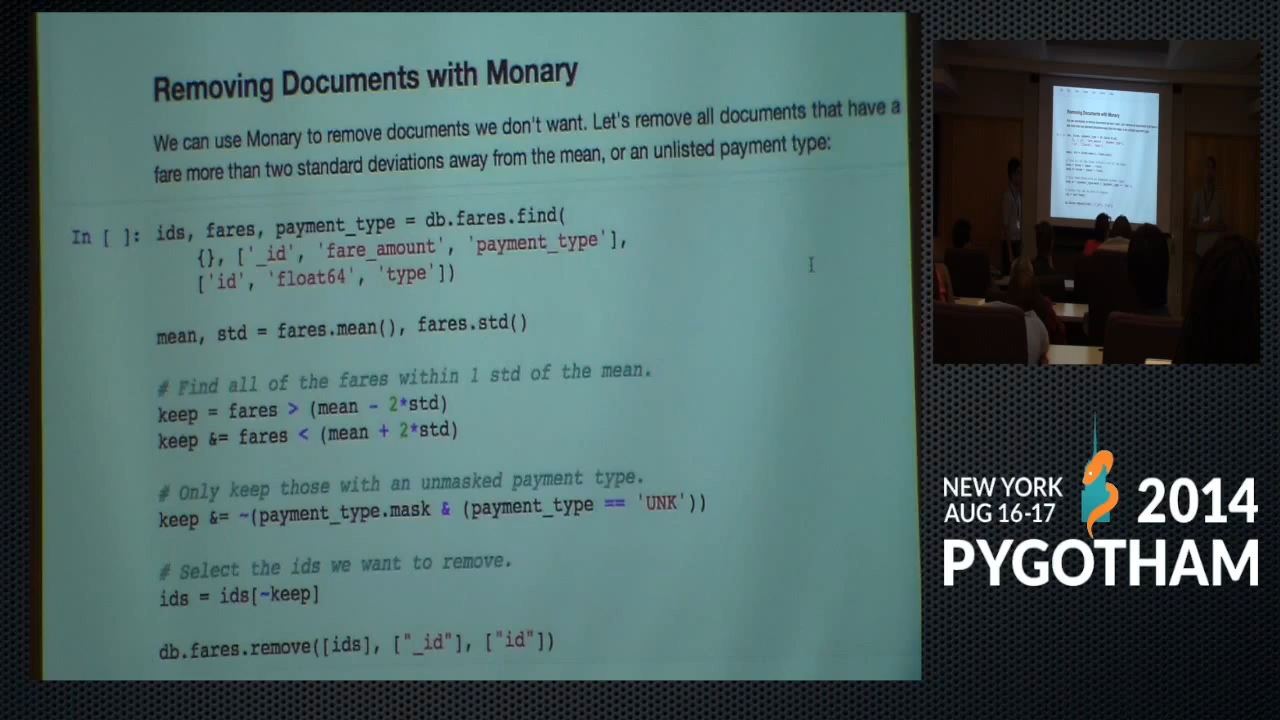 Removing Documents with Monary
We can use Monary to remove documents we don't want. Let's remove all documents that have a
fare more than two standard deviations away from the mean, or an unlisted payment type:
In [ ]: ids, fares, payment_type = db.fares.find(
{}, ['_id', 'fare_amount', 'payment_type'],
['id', 'float64', 'type'])
mean, std = fares.mean(), fares.std()
# Find all of the fares within 1 std of the mean.
keep = fares > (mean - 2*std)
keep &= fares < (mean + 2*std)
# Only keep those with an unmasked payment type.
keep &= ~(payment_type.mask & (payment_type == 'UNK'))
# Select the ids we want to remove.
ids = ids[~keep]
db.fares.remove([ids], ["_id"], ["id"])
Removing Documents with Monary
NEW YORK
AUG 16-17
2014
PYGOTHAM